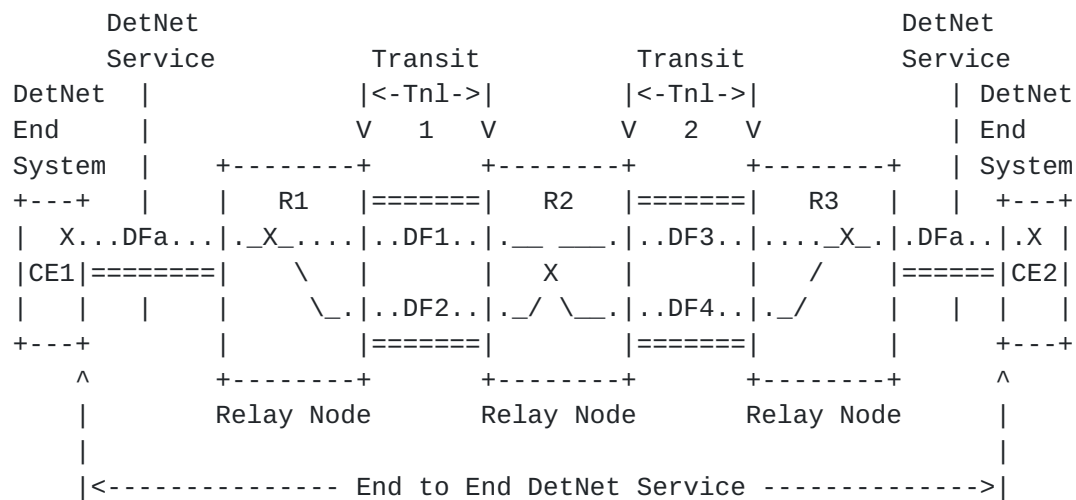 DetNet                                             DetNet
      Service          Transit          Transit         Service
DetNet  |             |<-Tnl->|        |<-Tnl->|            | DetNet
End     |             V   1   V        V   2   V            | End
System  |    +--------+       +--------+       +--------+   | System
+---+   |    |   R1   |=======|   R2   |=======|   R3   |   |  +---+
|  X...DFa...|._X_....|..DF1..|.__ ___.|..DF3..|...._X_.|.DFa..|.X |
|CE1|========|    \   |       |   X    |       |   /    |======|CE2|
|   |   |    |     \_.|..DF2..|._/ \__.|..DF4..|._/     |   |  |   |
+---+        |        |=======|        |=======|        |      +---+
    ^        +--------+       +--------+       +--------+      ^
    |        Relay Node       Relay Node       Relay Node      |
    |                                                          |
    |<--------------- End to End DetNet Service -------------->|